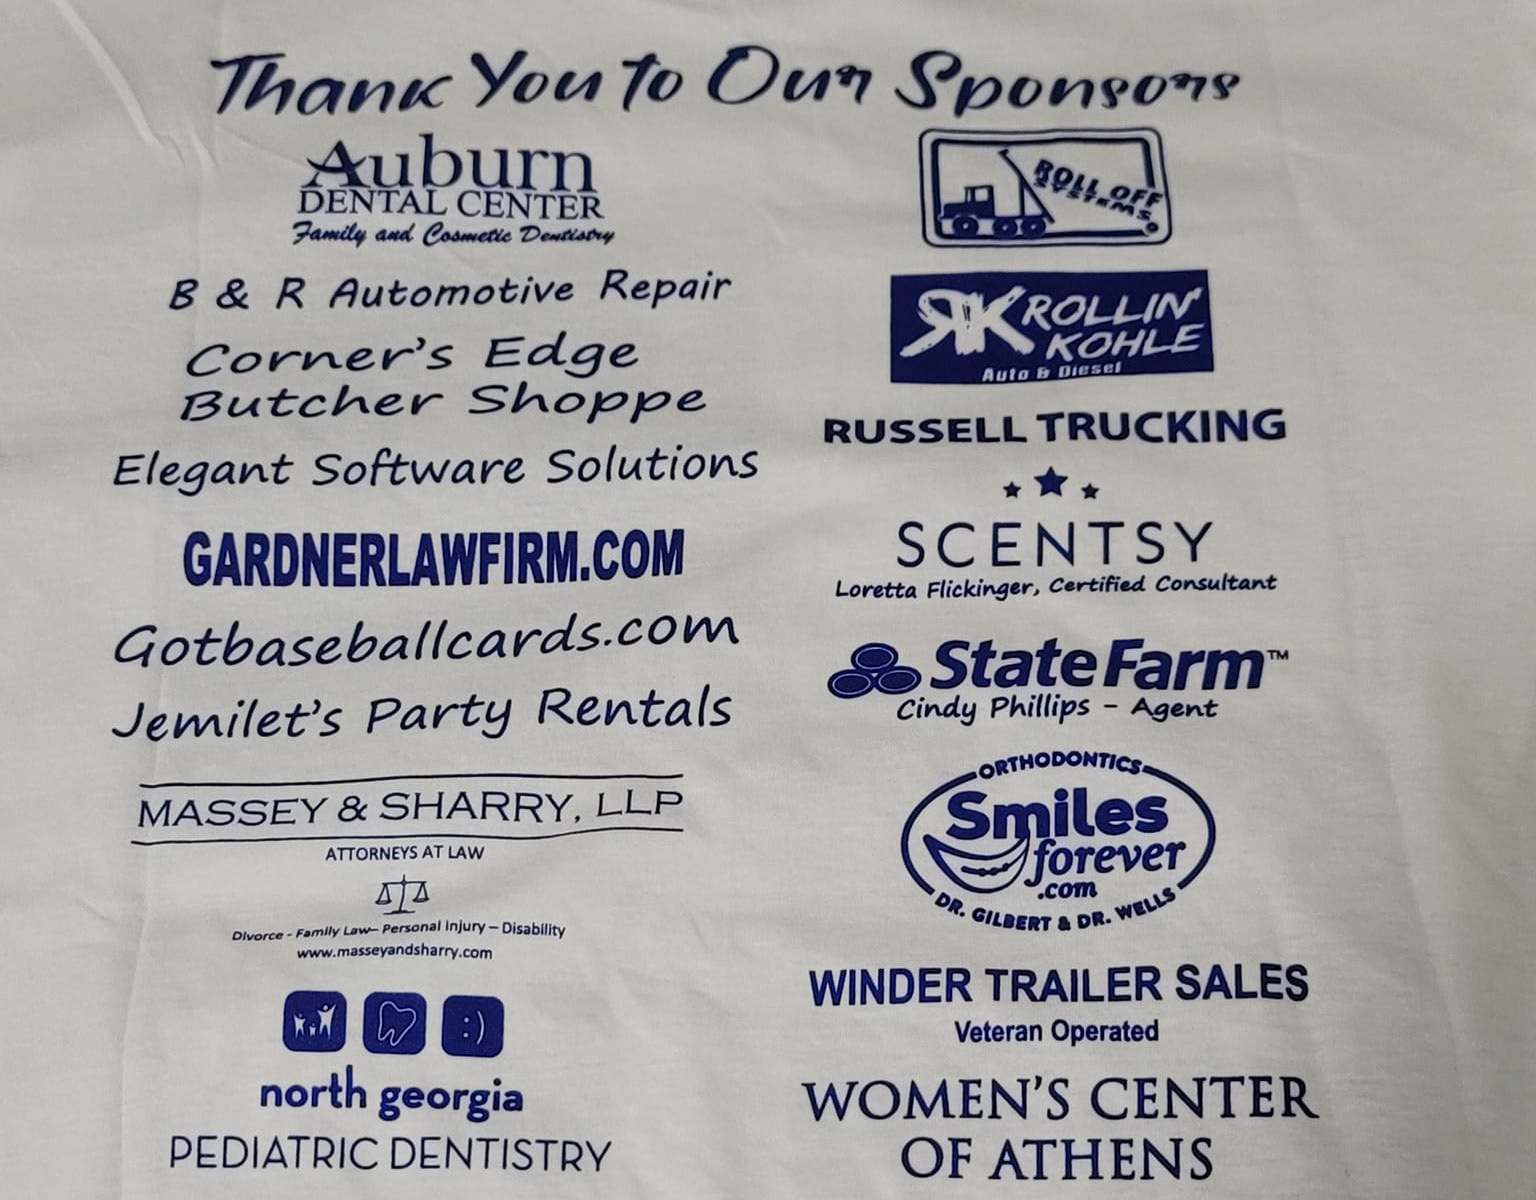 Thank You to Our Sponsors
Auburn
DENTAL CENTER
Family and Cosmetic Dentistry
B & R Automotive Repair
Corner's Edge
Butcher Shoppe
Elegant Software Solutions
GARDNERLAWFIRM.COM
Gotbaseballcards.com
Jemilet's Party Rentals
MASSEY & SHARRY, LLP
ATTORNEYS AT LAW
Divorce - Family Law– Personal Injury – Disability
www.masseyandsharry.com
:)
north georgia
PEDIATRIC DENTISTRY
ROLL OFF
SYSTEMS
RK ROLLIN'
KOHLE
Auto & Diesel
RUSSELL TRUCKING
SCENTSY
Loretta Flickinger, Certified Consultant
State Farm™
Cindy Phillips - Agent
ORTHODONTICS
Smiles
forever
.com
DR. GILBERT & DR. WELLS
WINDER TRAILER SALES
Veteran Operated
WOMEN'S CENTER
OF ATHENS